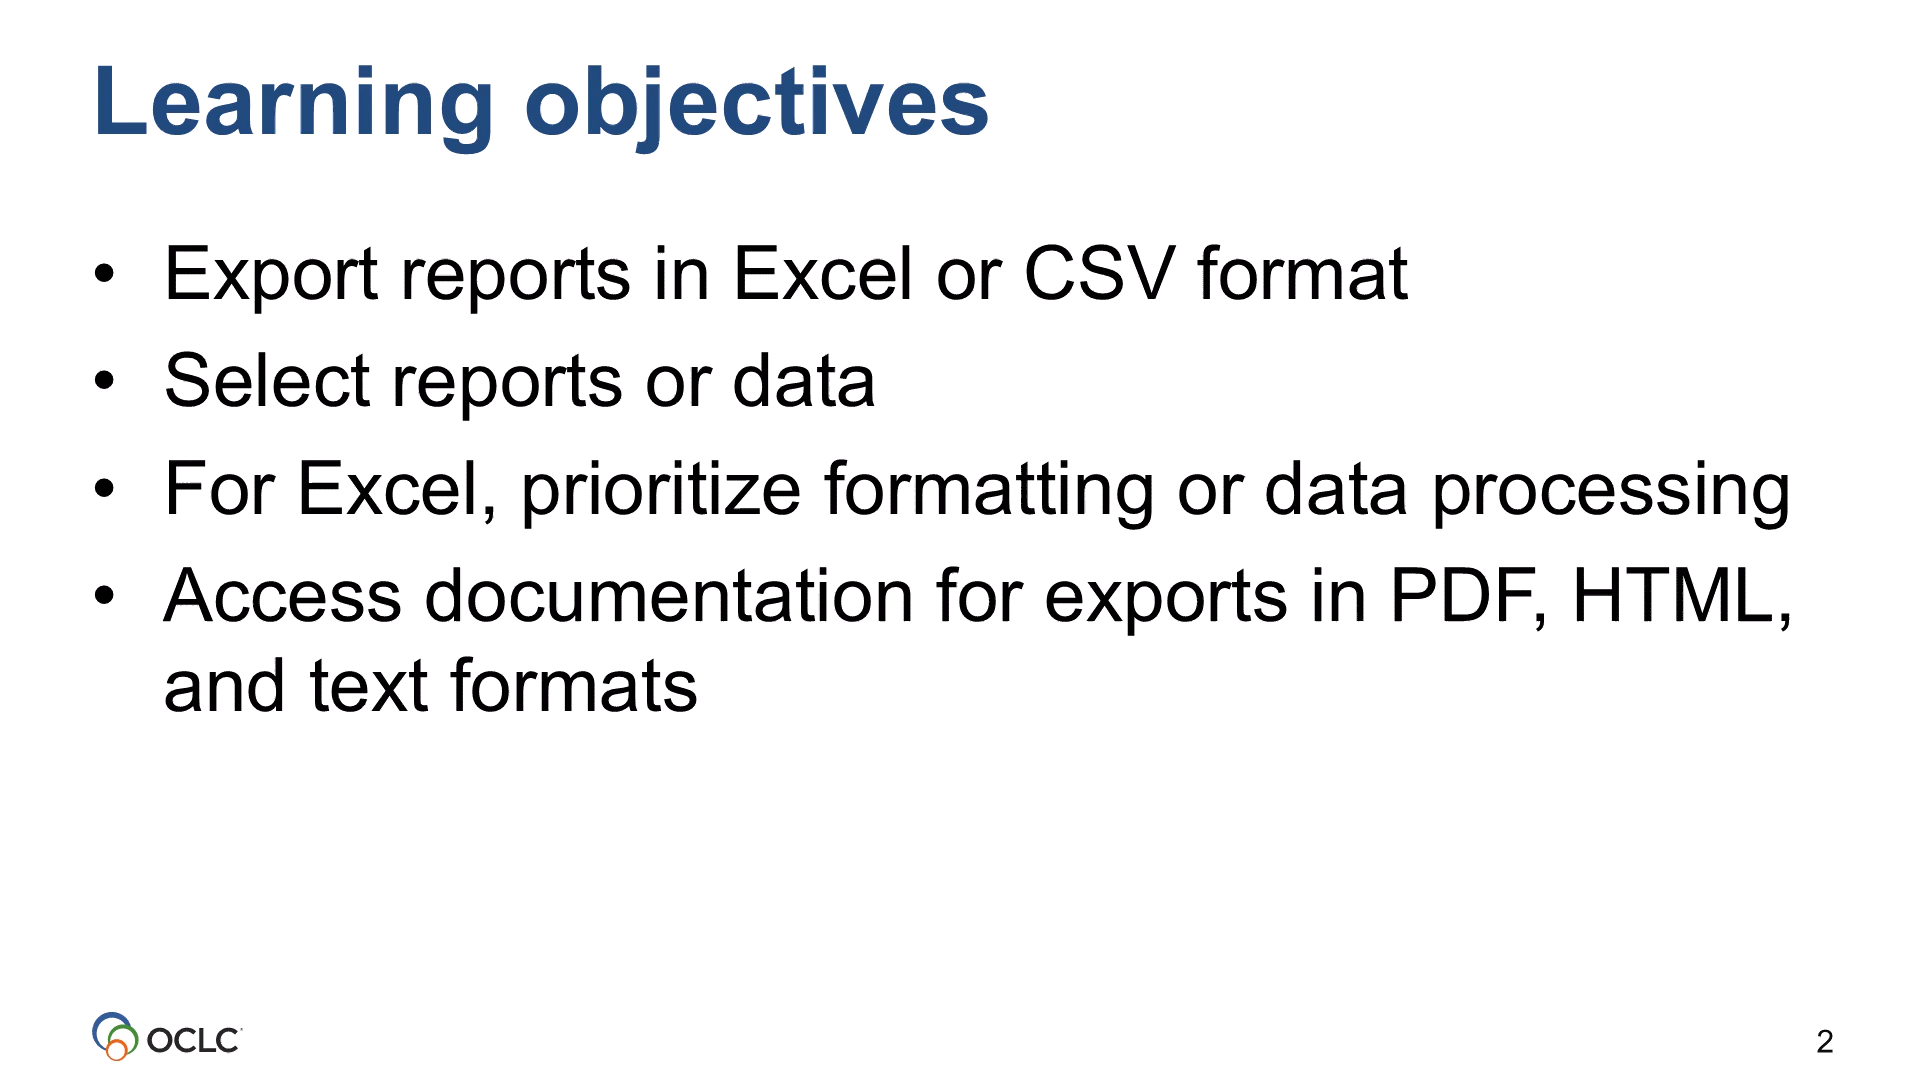 Learning objectives
• Export reports in Excel or CSV format
• Select reports or data
• For Excel, prioritize formatting or data processing
• Access documentation for exports in PDF, HTML,
and text formats
OCLC
2